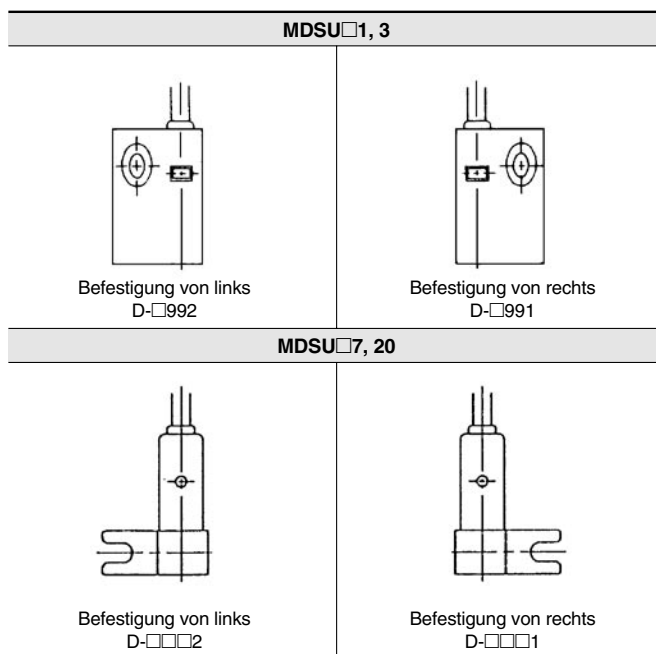 MDSU□1, 3
Befestigung von links
D-□992
Befestigung von rechts
D-□991
MDSU□7, 20
Befestigung von links
D-□□□2
Befestigung von rechts
D-□□□1